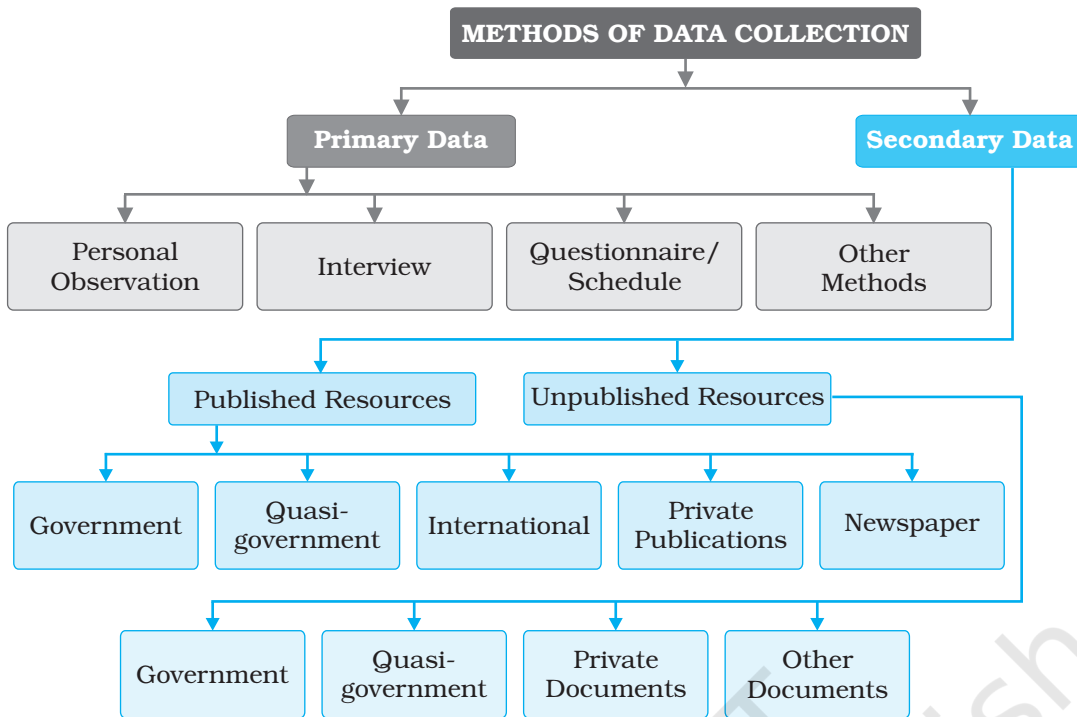 METHODS OF DATA COLLECTION
Primary Data
Secondary Data
Personal
Observation
Interview
Questionnaire/
Schedule
Other
Methods
Published Resources
Unpublished Resources
Government
Quasi-
government
International
Private
Publications
Newspaper
Government
Quasi-
government
Private
Documents
Other
Documents